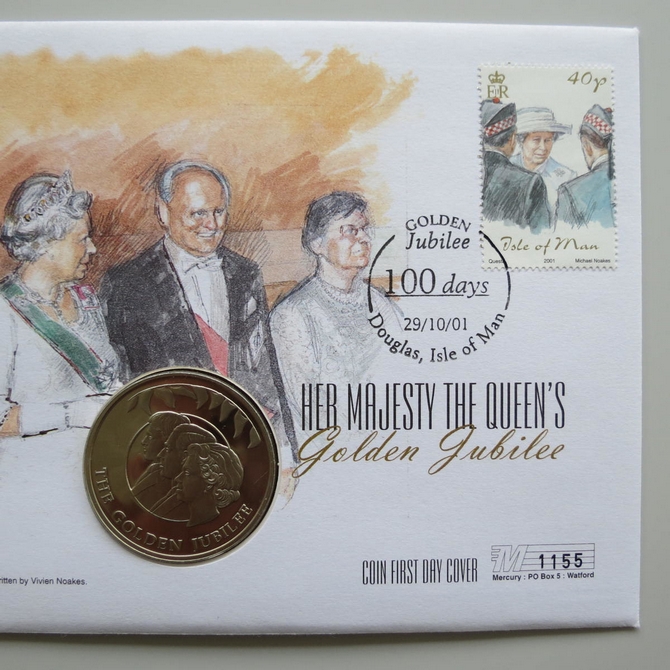 40p
E R
Isle of Man
2001 Michael Noakes
GOLDEN
Jubilee
100 days
29/10/01
Douglas, Isle of Man
HER MAJESTY THE QUEEN'S
Golden Jubilee
THE GOLDEN JUBILEE
COIN FIRST DAY COVER
M 1155
Mercury : PO Box 5 : Watford
written by Vivien Noakes.